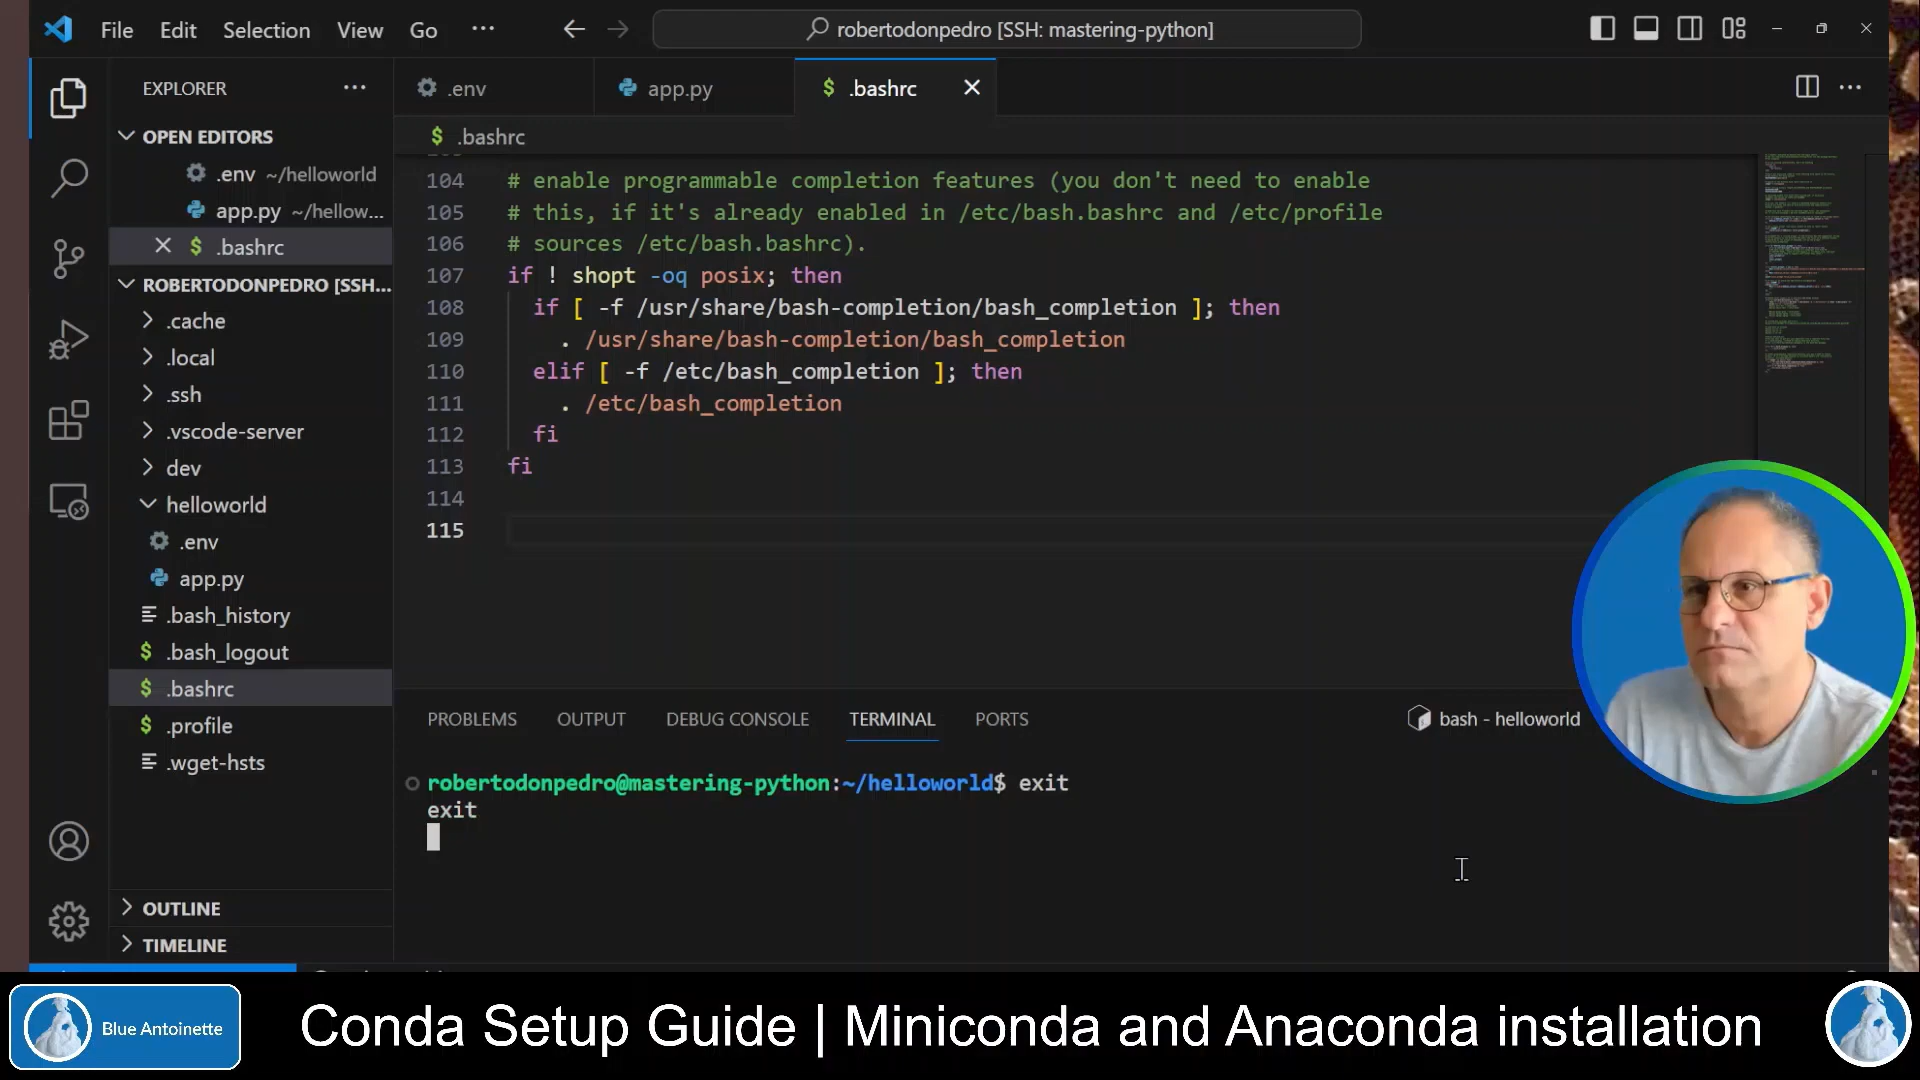 File Edit Selection View Go ...
robertodonpedro [SSH: mastering-python]
EXPLORER
OPEN EDITORS
.env ~/helloworld
app.py ~/hellow...
$ .bashrc
ROBERTODONPEDRO [SSH...
.cache
.local
.ssh
.vscode-server
dev
helloworld
.env
app.py
.bash_history
$ .bash_logout
$ .bashrc
$ .profile
.wget-hsts
OUTLINE
TIMELINE
.env
app.py
$ .bashrc
$ .bashrc
104 # enable programmable completion features (you don't need to enable
105 # this, if it's already enabled in /etc/bash.bashrc and /etc/profile
106 # sources /etc/bash.bashrc).
107 if ! shopt -oq posix; then
108 if [ -f /usr/share/bash-completion/bash_completion ]; then
109 . /usr/share/bash-completion/bash_completion
110 elif [ -f /etc/bash_completion ]; then
111 . /etc/bash_completion
112 fi
113 fi
114
115
PROBLEMS OUTPUT DEBUG CONSOLE TERMINAL PORTS
bash - helloworld
robertodonpedro@mastering-python:~/helloworld$ exit
exit
Blue Antoinette
Conda Setup Guide | Miniconda and Anaconda installation